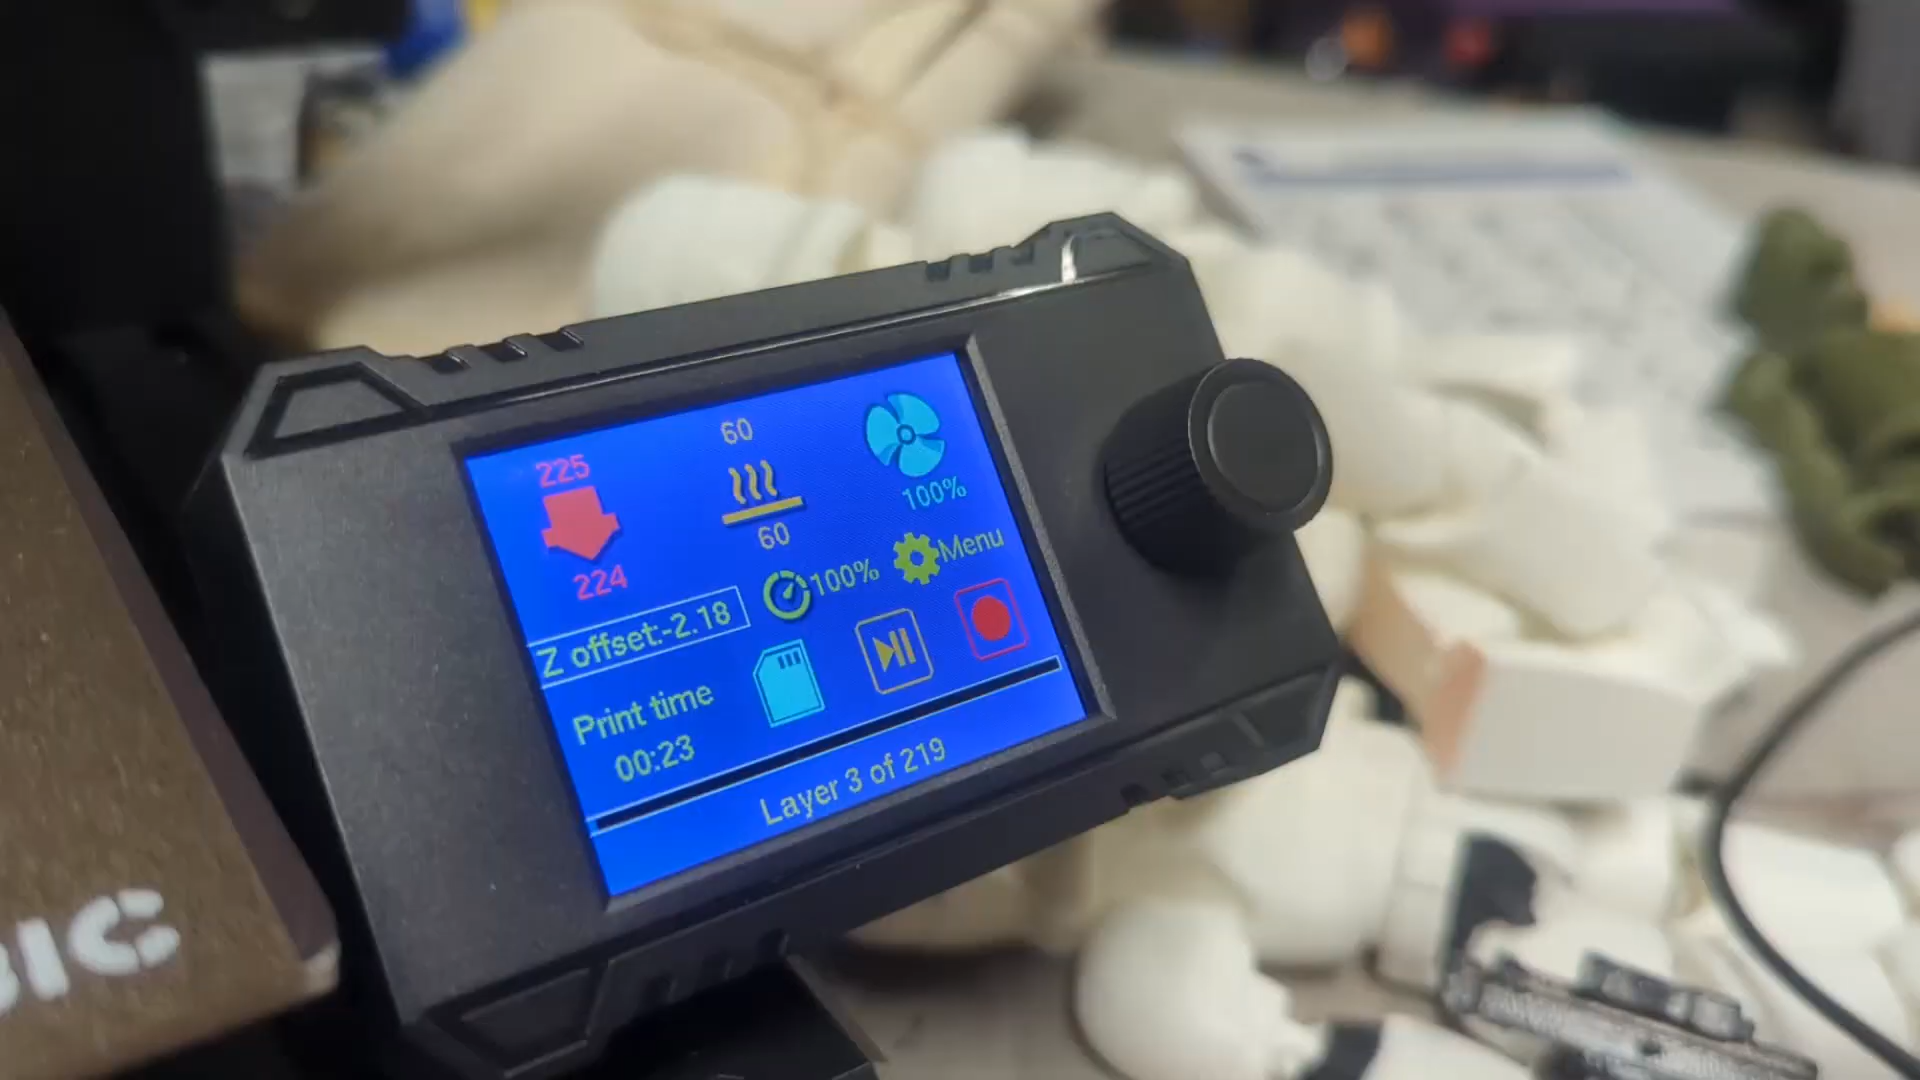 225
60
100%
60
224
100%
Menu
Z offset:-2.18
Print time
00:23
Layer 3 of 219
BIC